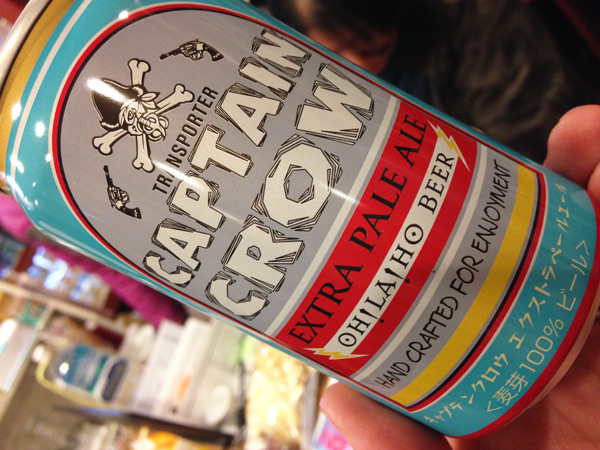 TRANSPORTER
CAPTAIN
CROW
EXTRA PALE ALE
OH!LA!HO BEER
HAND CRAFTED FOR ENJOYMENT
キャプテンクロウ エクストラペールエール
<麦芽100% ビール>